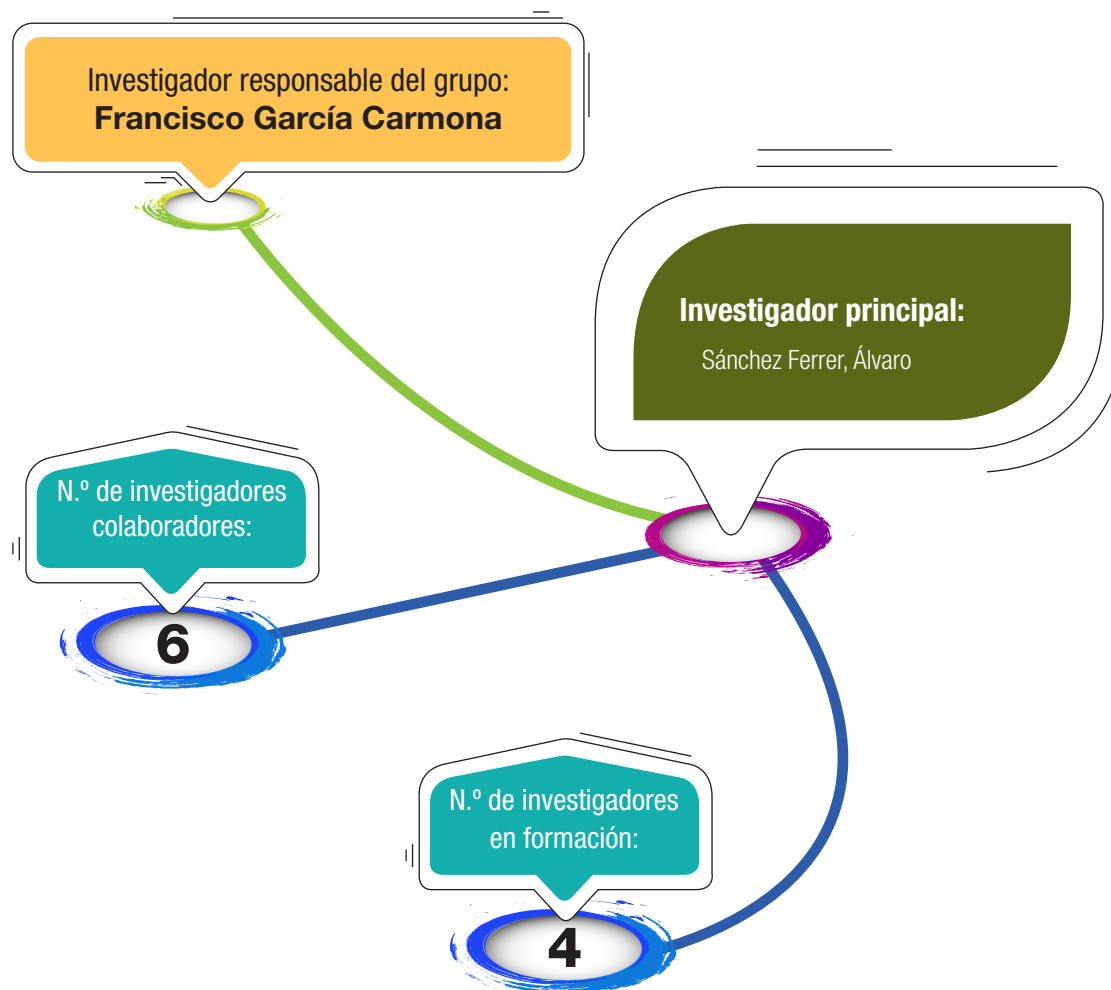 Investigador responsable del grupo:
Francisco García Carmona
Investigador principal:
Sánchez Ferrer, Álvaro
N.º de investigadores
colaboradores:
6
N.º de investigadores
en formación:
4